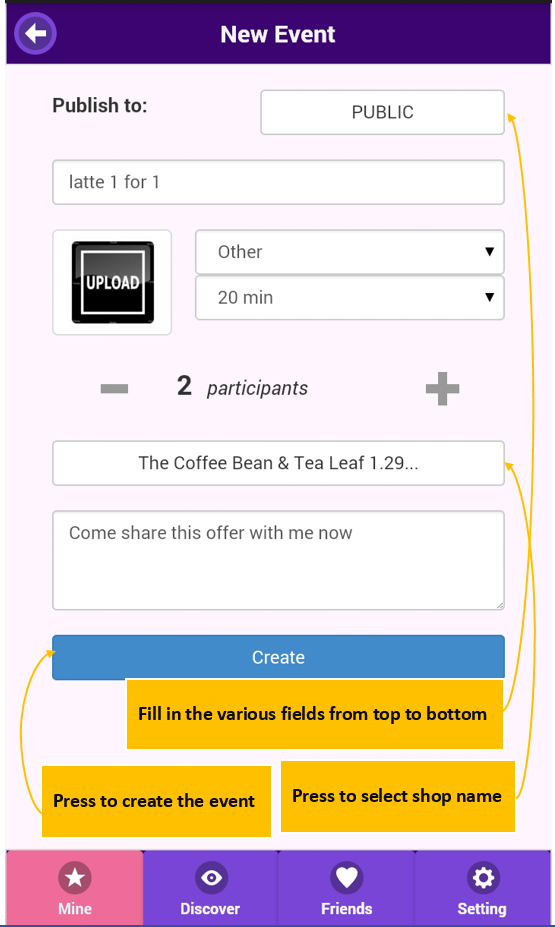 New Event
Publish to:
PUBLIC
latte 1 for 1
UPLOAD
Other
20 min
2 participants
The Coffee Bean & Tea Leaf 1.29...
Come share this offer with me now
Create
Fill in the various fields from top to bottom
Press to create the event
Press to select shop name
Mine
Discover
Friends
Setting